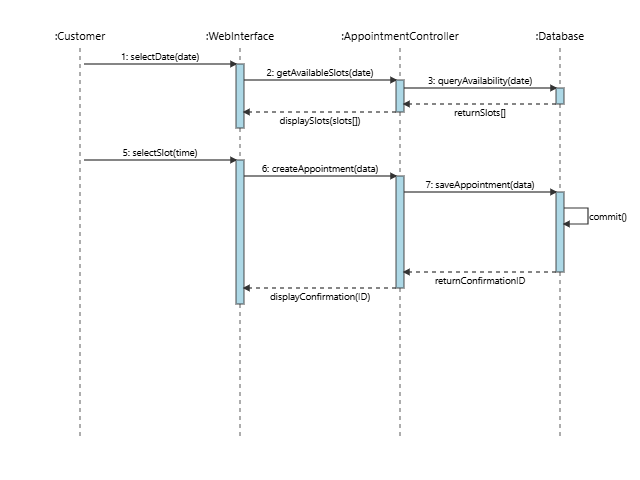 :Customer
:WebInterface
:AppointmentController
:Database
1: selectDate(date)
2: getAvailableSlots(date)
3: queryAvailability(date)
returnSlots[]
displaySlots(slots[])
5: selectSlot(time)
6: createAppointment(data)
7: saveAppointment(data)
commit()
returnConfirmationID
displayConfirmation(ID)